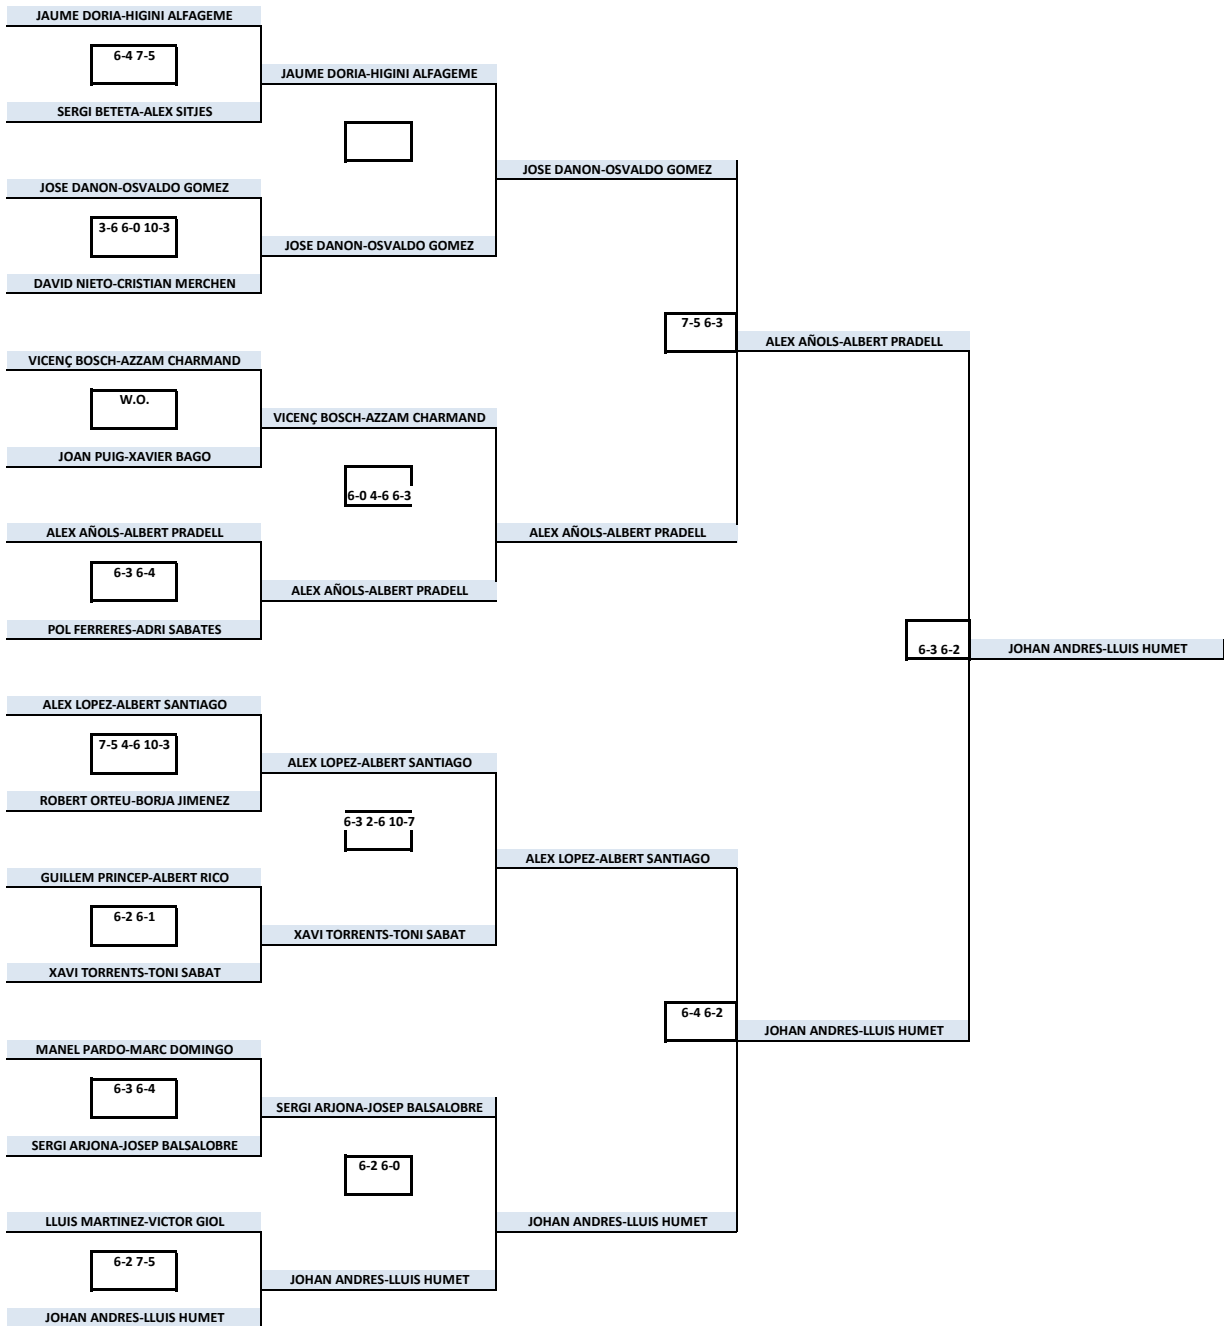 JAUME DORIA-HIGINI ALFAGEME
6-4 7-5
JAUME DORIA-HIGINI ALFAGEME
SERGI BETETA-ALEX SITJES
JOSE DANON-OSVALDO GOMEZ
JOSE DANON-OSVALDO GOMEZ
3-6 6-0 10-3
JOSE DANON-OSVALDO GOMEZ
DAVID NIETO-CRISTIAN MERCHEN
7-5 6-3
ALEX AÑOLS-ALBERT PRADELL
VICENÇ BOSCH-AZZAM CHARMAND
W.O.
VICENÇ BOSCH-AZZAM CHARMAND
JOAN PUIG-XAVIER BAGO
6-0 4-6 6-3
ALEX AÑOLS-ALBERT PRADELL
ALEX AÑOLS-ALBERT PRADELL
6-3 6-4
ALEX AÑOLS-ALBERT PRADELL
POL FERRERES-ADRI SABATES
6-3 6-2
JOHAN ANDRES-LLUIS HUMET
ALEX LOPEZ-ALBERT SANTIAGO
7-5 4-6 10-3
ALEX LOPEZ-ALBERT SANTIAGO
ROBERT ORTEU-BORJA JIMENEZ
6-3 2-6 10-7
ALEX LOPEZ-ALBERT SANTIAGO
GUILLEM PRINCEP-ALBERT RICO
6-2 6-1
XAVI TORRENTS-TONI SABAT
XAVI TORRENTS-TONI SABAT
6-4 6-2
JOHAN ANDRES-LLUIS HUMET
MANEL PARDO-MARC DOMINGO
6-3 6-4
SERGI ARJONA-JOSEP BALSALOBRE
SERGI ARJONA-JOSEP BALSALOBRE
6-2 6-0
LLUIS MARTINEZ-VICTOR GIOL
JOHAN ANDRES-LLUIS HUMET
6-2 7-5
JOHAN ANDRES-LLUIS HUMET
JOHAN ANDRES-LLUIS HUMET